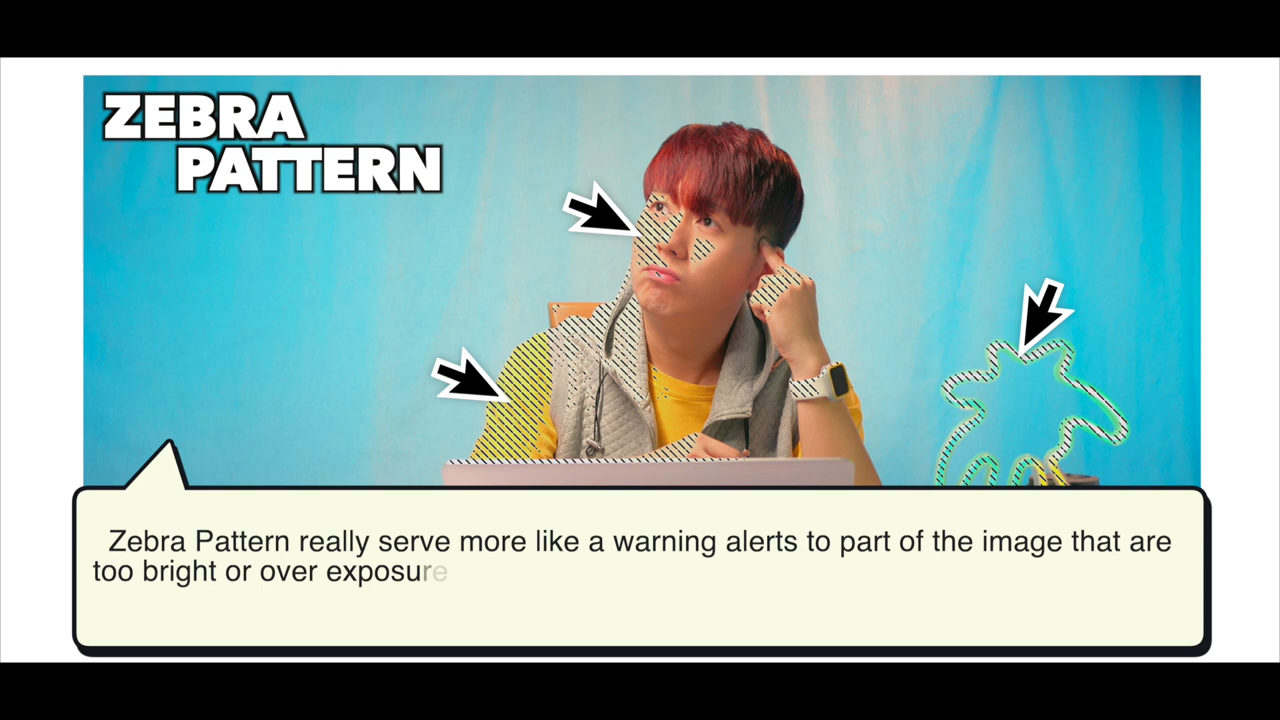 ZEBRA
PATTERN
Zebra Pattern really serve more like a warning alerts to part of the image that are
too bright or over exposure